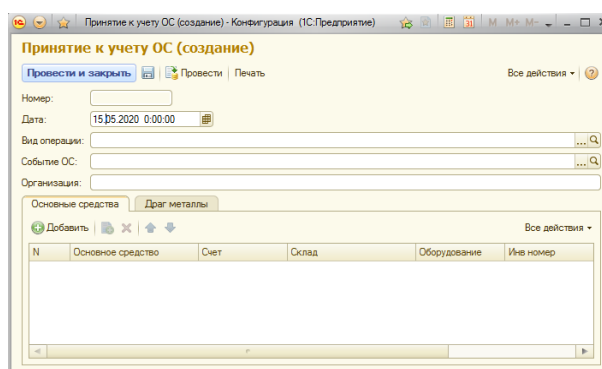 Принятие к учету ОС (создание) - Конфигурация (1С:Предприятие) M M+ M-
Принятие к учету ОС (создание)
Провести и закрыть Провести Печать Все действия
Номер:
Дата: 15.05.2020 0:00:00
Вид операции:
Событие ОС:
Организация:
Основные средства Драг металлы
Добавить Все действия
N Основное средство Счет Склад Оборудование Инв номер